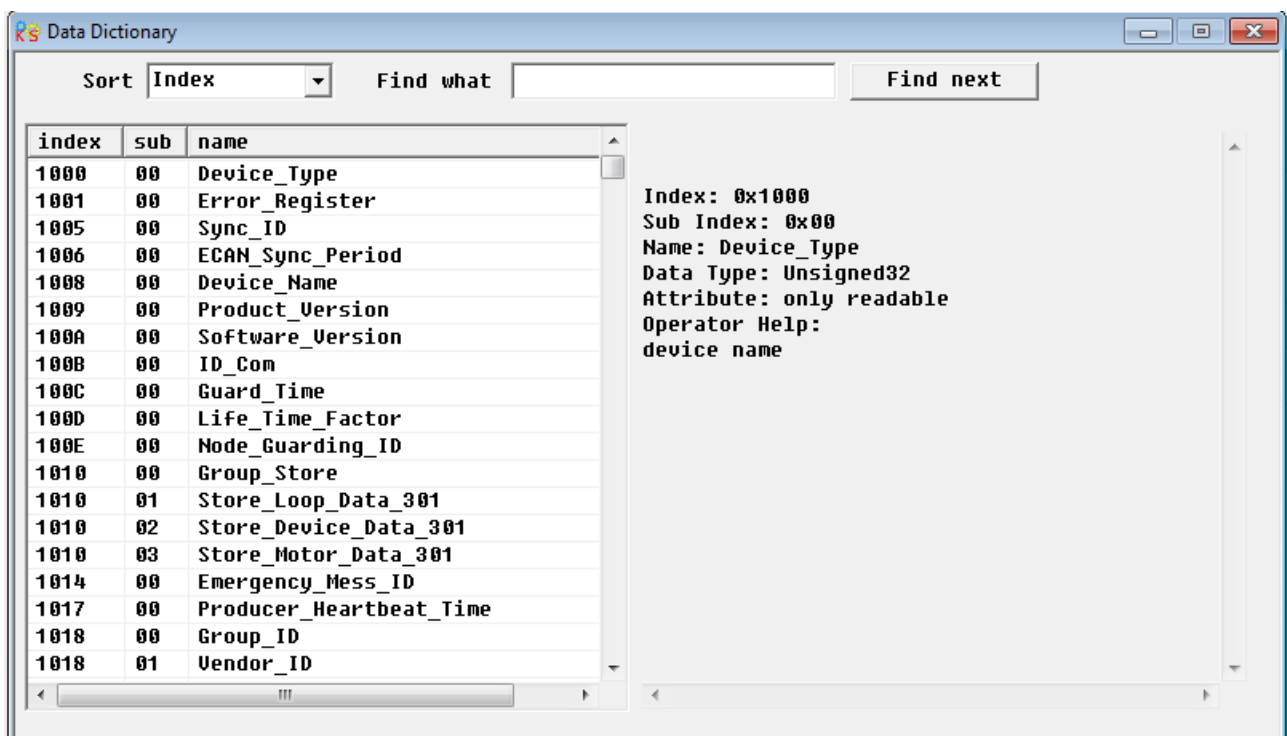 Data Dictionary
Sort Index Find what Find next
index sub name
1000 00 Device_Type
1001 00 Error_Register
1005 00 Sync_ID
1006 00 ECAN_Sync_Period
1008 00 Device_Name
1009 00 Product_Version
100A 00 Software_Version
100B 00 ID_Com
100C 00 Guard_Time
100D 00 Life_Time_Factor
100E 00 Node_Guarding_ID
1010 00 Group_Store
1010 01 Store_Loop_Data_301
1010 02 Store_Device_Data_301
1010 03 Store_Motor_Data_301
1014 00 Emergency_Mess_ID
1017 00 Producer_Heartbeat_Time
1018 00 Group_ID
1018 01 Vendor_ID
Index: 0x1000
Sub Index: 0x00
Name: Device_Type
Data Type: Unsigned32
Attribute: only readable
Operator Help:
device name